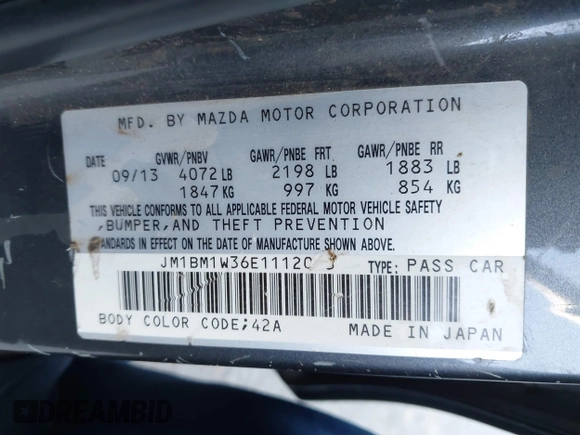 MFD. BY MAZDA MOTOR CORPORATION
DATE GVWR/PNBV GAWR/PNBE FRT GAWR/PNBE RR
09/13 4072 LB 2198 LB 1883 LB
1847 KG 997 KG 854 KG
THIS VEHICLE CONFORMS TO ALL APPLICABLE FEDERAL MOTOR VEHICLE SAFETY
,BUMPER,AND THEFT PREVENTION
STANDARDS IN EFFECT ON THE DATE OF MANUFACTURE SHOWN ABOVE.
TYPE: PASS CAR
BODY COLOR CODE;42A MADE IN JAPAN
DREAMBID